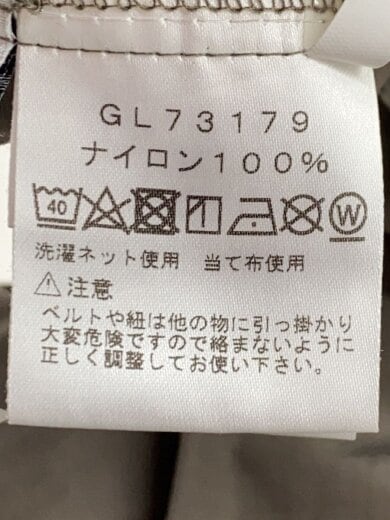 GL73179
ナイロン100%
40 W
洗濯ネット使用 当て布使用
注意
ベルトや紐は他の物に引っ掛かり
大変危険ですので絡まないように
正しく調整してお使い下さい。